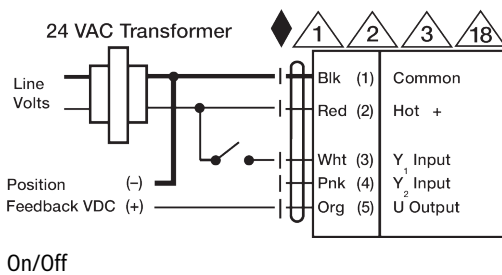 24 VAC Transformer
1 2 3 18
Line
Volts
Blk (1) Common
Red (2) Hot +
Wht (3) Y1 Input
Pnk (4) Y2 Input
Org (5) U Output
Position (–)
Feedback VDC (+)
On/Off